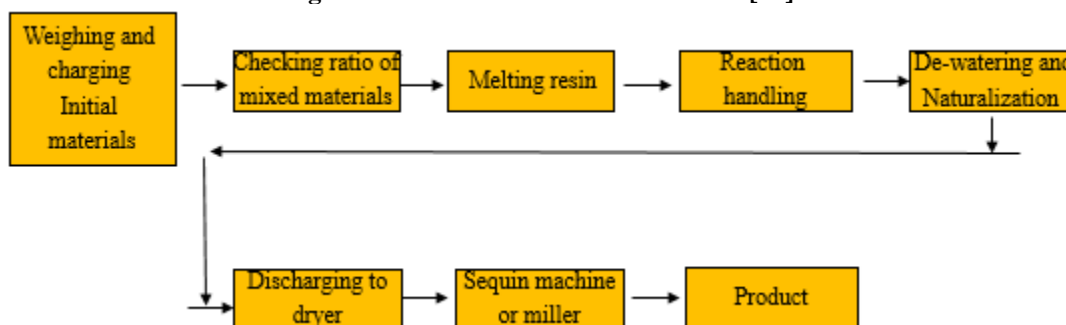 Weighing and
charging
Initial
materials
Checking ratio of
mixed materials
Melting resin
Reaction
handling
De-watering and
Naturalization
Discharging to
dryer
Sequin machine
or miller
Product